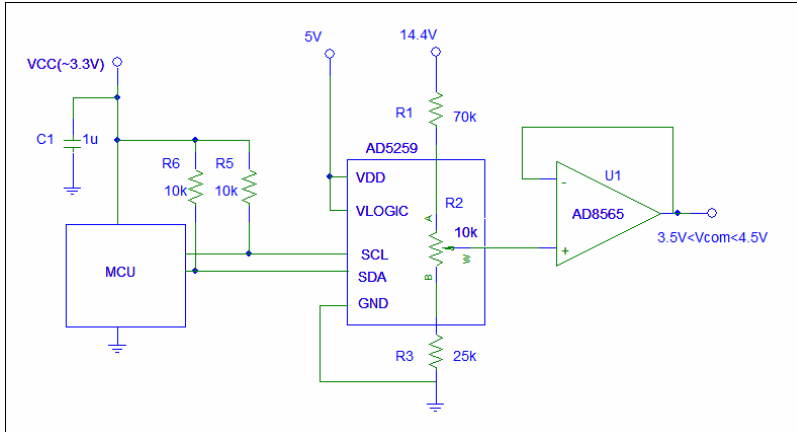 5V
14.4V
VCC(~3.3V)
R1
70k
C1
1u
R6
R5
AD5259
10k
10k
VDD
R2
U1
VLOGIC
A
10k
-
AD8565
SCL
W
+
3.5V<Vcom<4.5V
MCU
SDA
B
GND
R3
25k